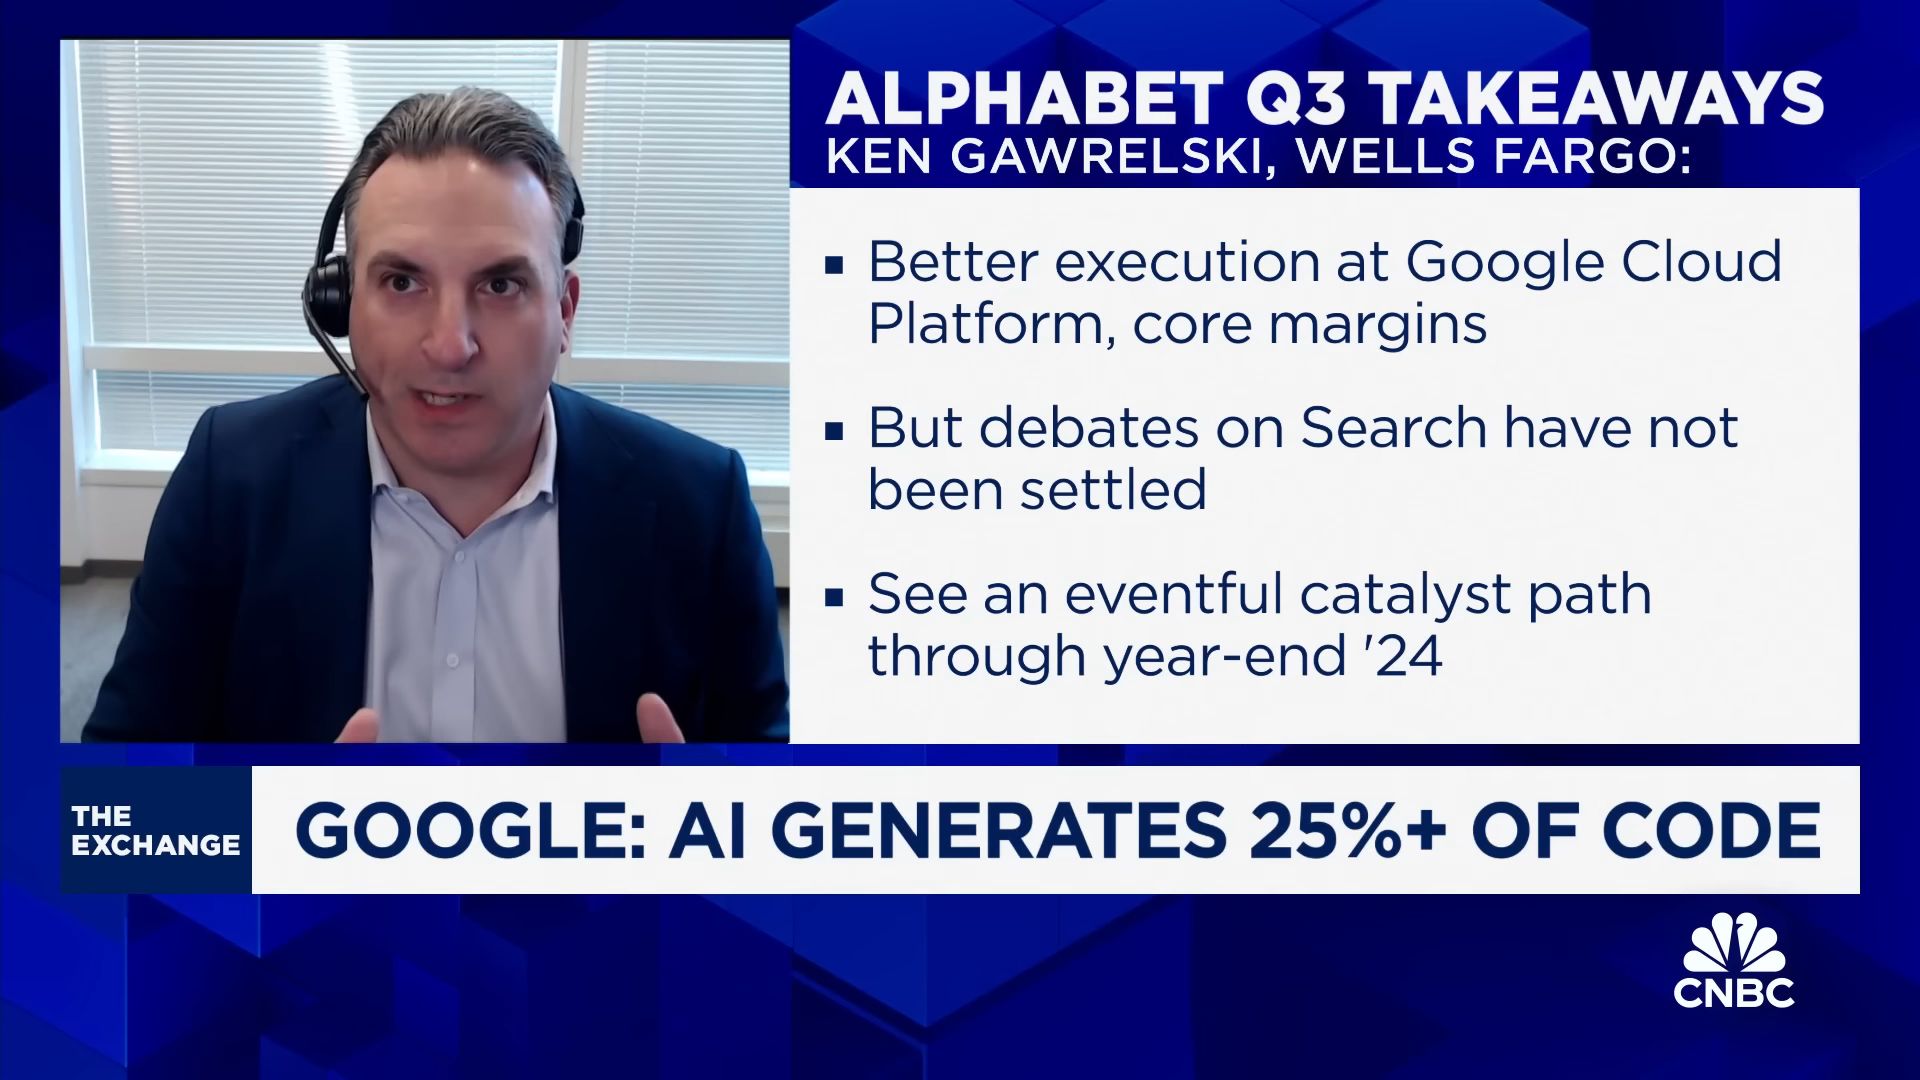 ALPHABET Q3 TAKEAWAYS
KEN GAWRELSKI, WELLS FARGO:
▪ Better execution at Google Cloud
Platform, core margins
▪ But debates on Search have not
been settled
▪ See an eventful catalyst path
through year-end '24
THE
EXCHANGE
GOOGLE: AI GENERATES 25%+ OF CODE
CNBC